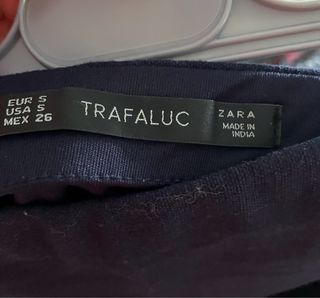 EUR S
USA S
MEX 26
TRAFALUC
ZARA
MADE IN
INDIA